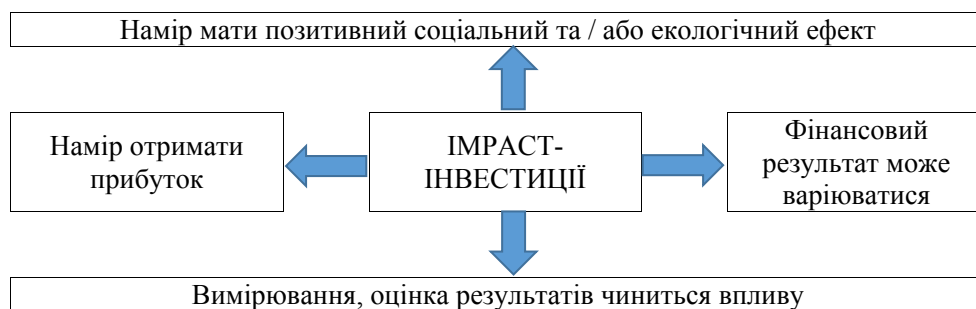 Намір мати позитивний соціальний та / або екологічний ефект
Намір отримати
прибуток
ІМРАСТ-
ІНВЕСТИЦІЇ
Фінансовий
результат може
варіюватися
Вимірювання, оцінка результатів чиниться впливу